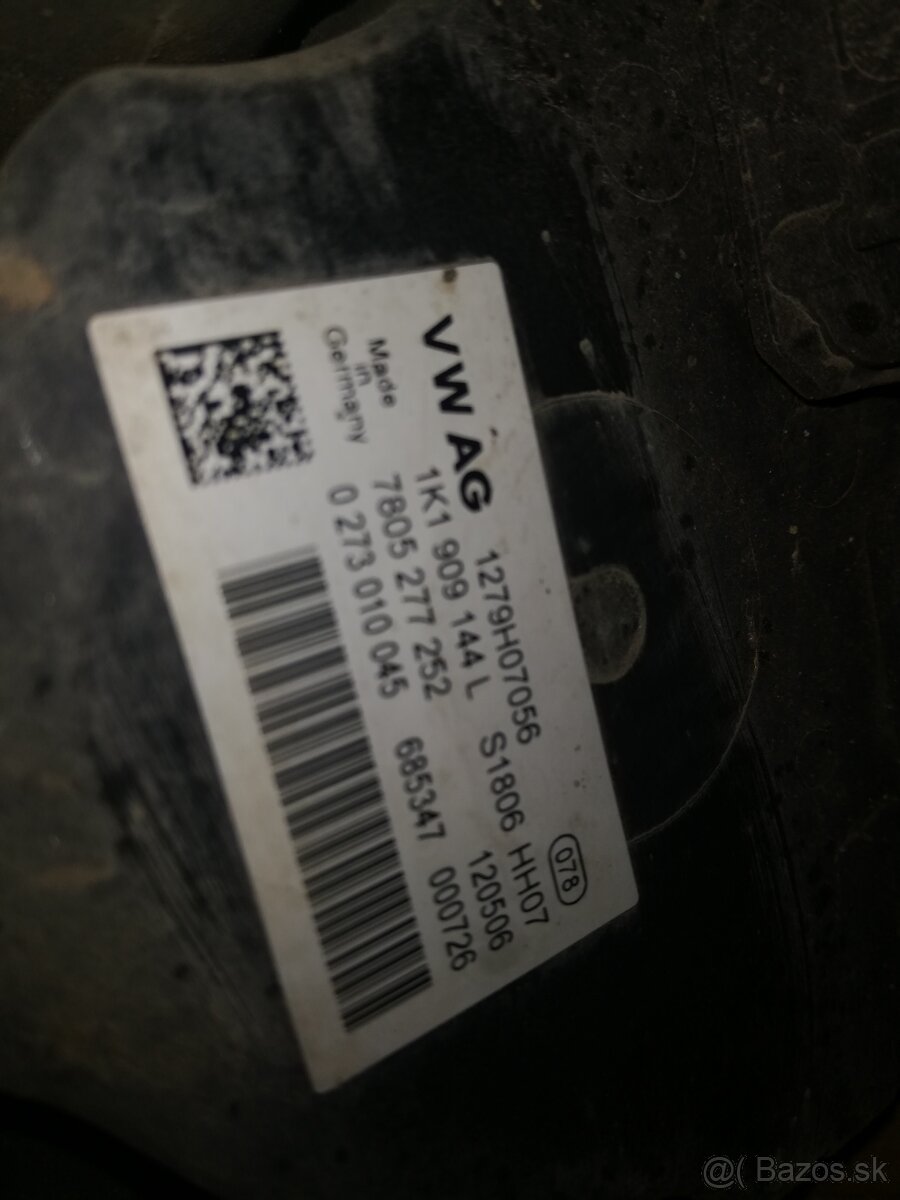 VW AG 1279H07056 078
1K1 909 144 L S1806 HH07
7805 277 252 120506
0 273 010 045 685347 000726
Made
in
Germany
@( Bazos.sk